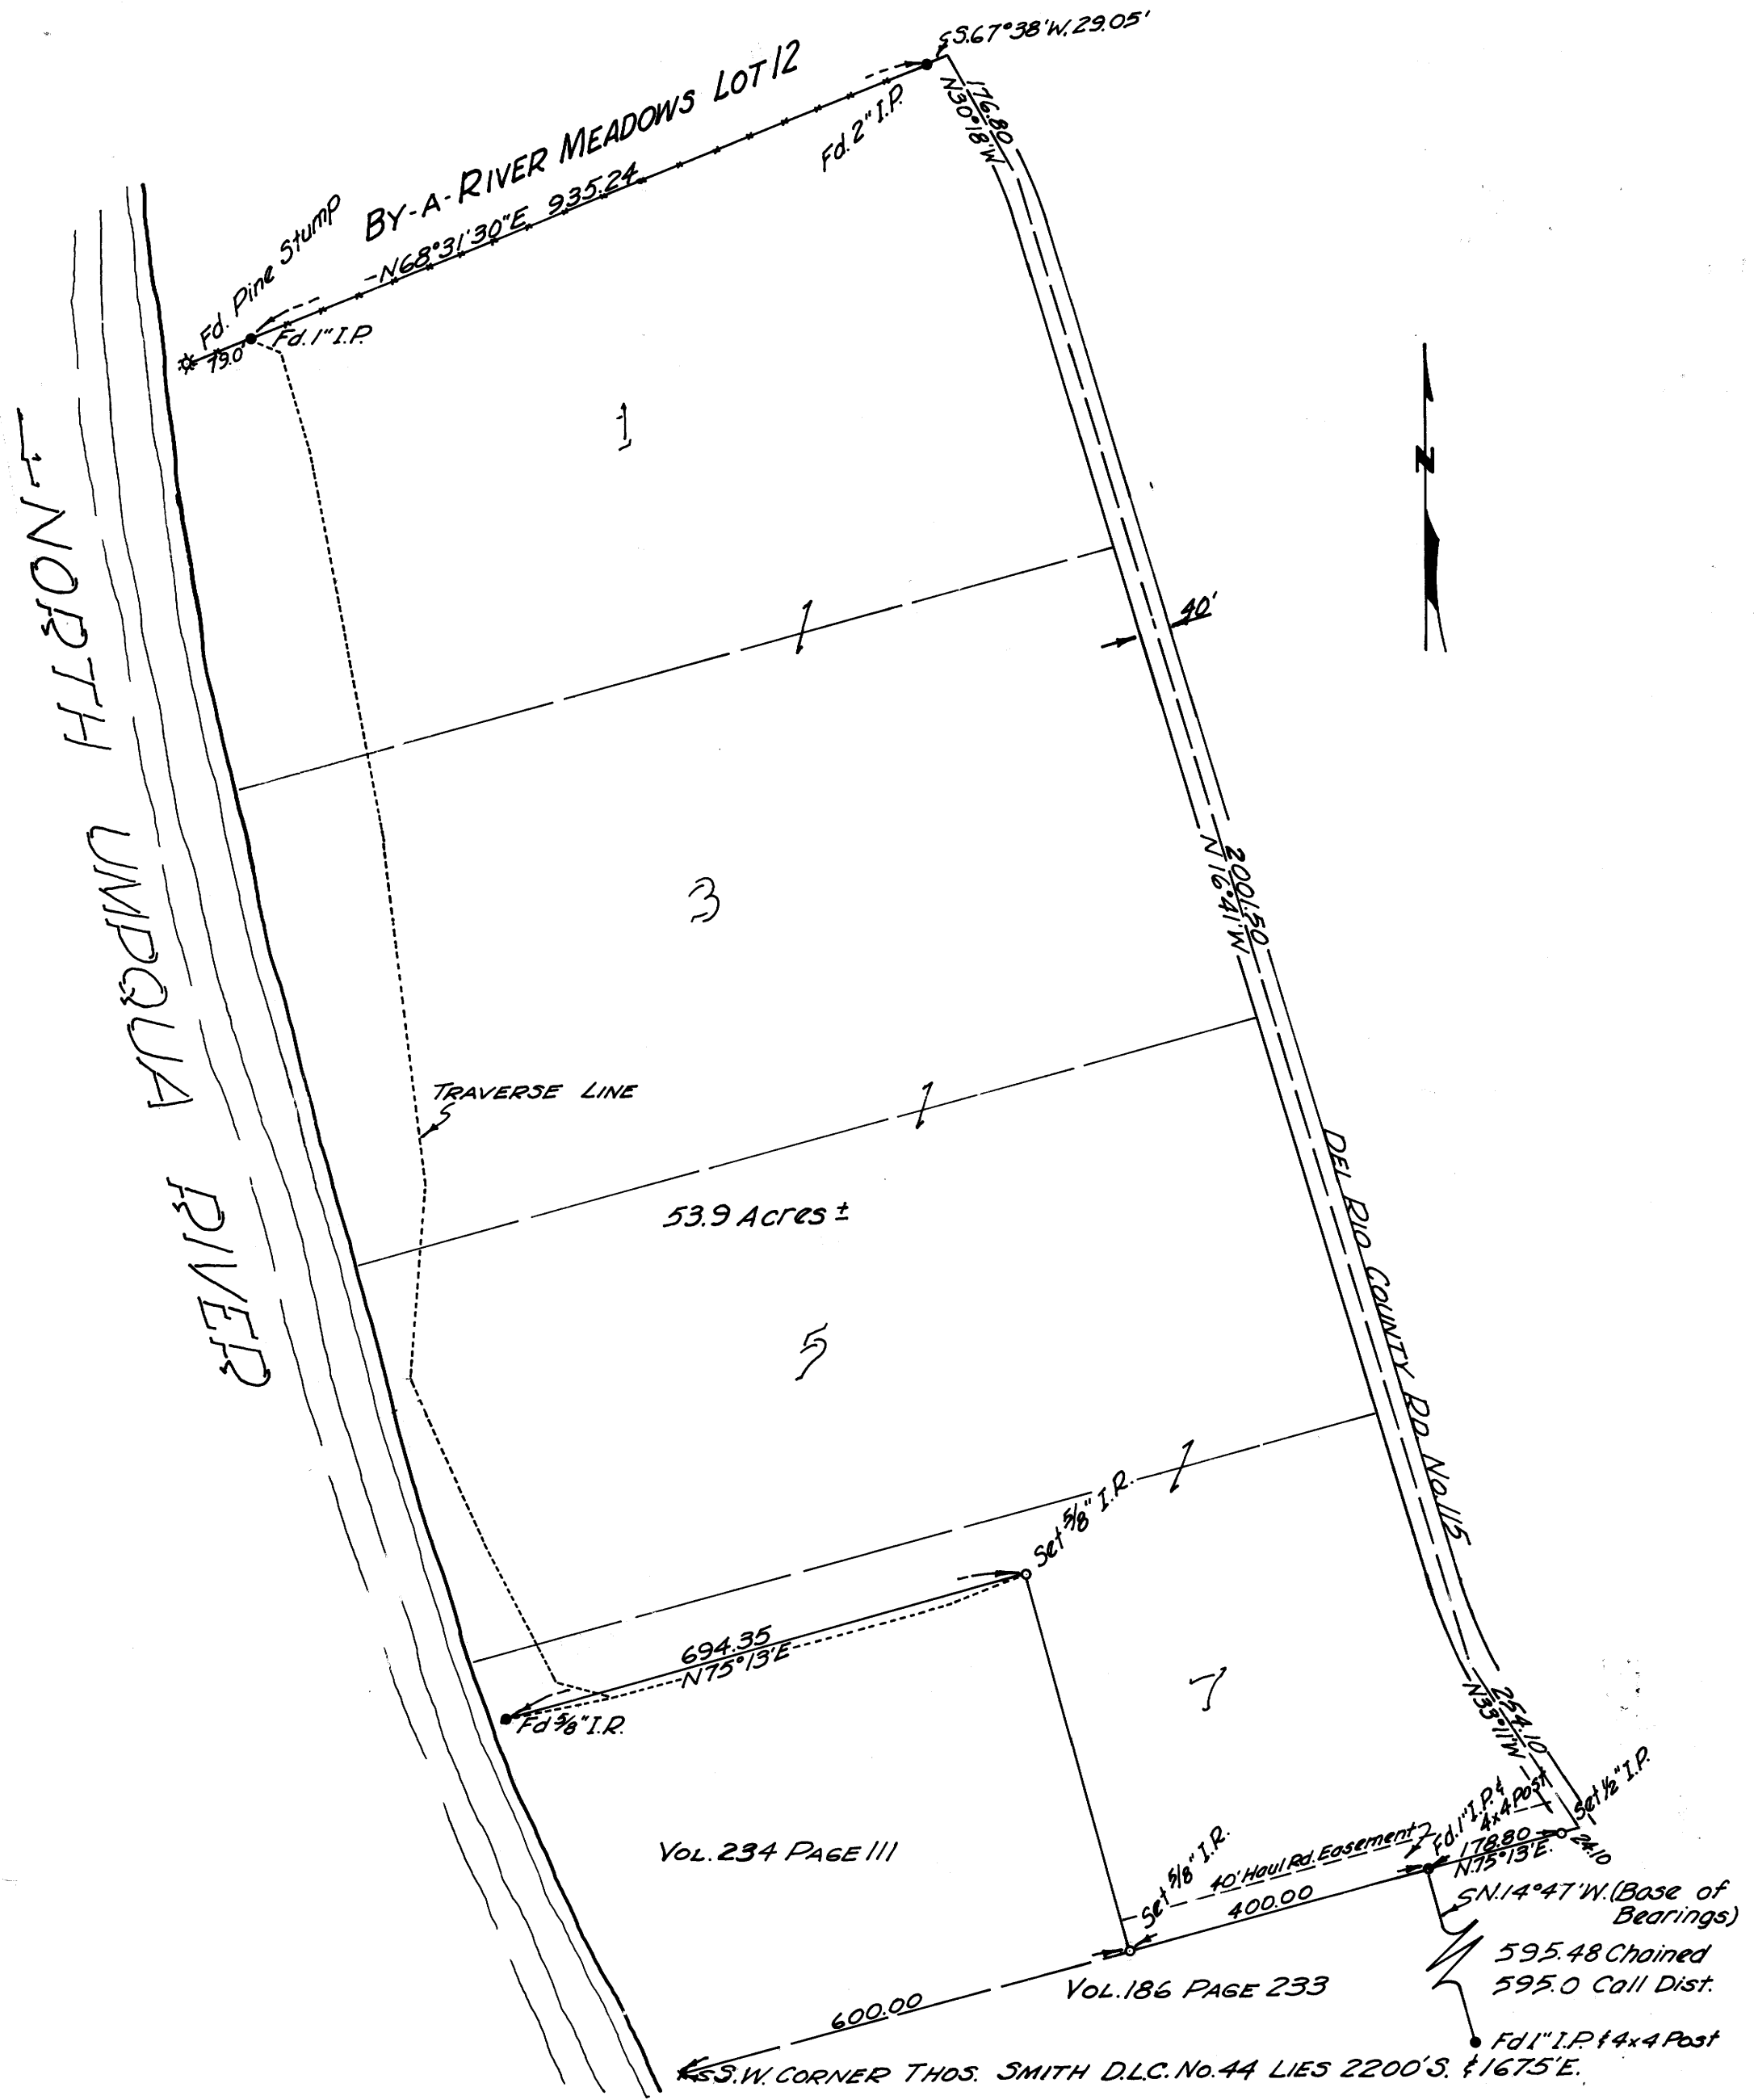 S.67°38'W. 29.05'
BY-A-RIVER MEADOWS LOT 12
Fd. 2" I.P.
176.80
N30°18'W
Fd. Pine Stump
N68°31'30"E 935.24
79.0'
Fd. 1" I.P.
1
N
NORTH UMPQUA RIVER
1
40'
3
2001.50
N16°41'W
TRAVERSE LINE
1
53.9 Acres ±
DEL RIO COUNTY RD. No. 115
5
1
Set 5/8" I.R.
694.35
N75°13'E
Fd 5/8" I.R.
7
254.10
N33°11'W
Set 1/2" I.P.
Fd. 1" I.P. &
4x4 Post
178.80
N.75°13'E.
24.10
VOL. 234 PAGE 111
Set 5/8" I.R.
40' Haul Rd. Easement
400.00
N.14°47'W. (Base of
Bearings)
595.48 Chained
595.0 Call Dist.
VOL. 186 PAGE 233
600.00
Fd 1" I.P. & 4x4 Post
S.W. CORNER THOS. SMITH D.L.C. No. 44 LIES 2200'S. & 1675'E.